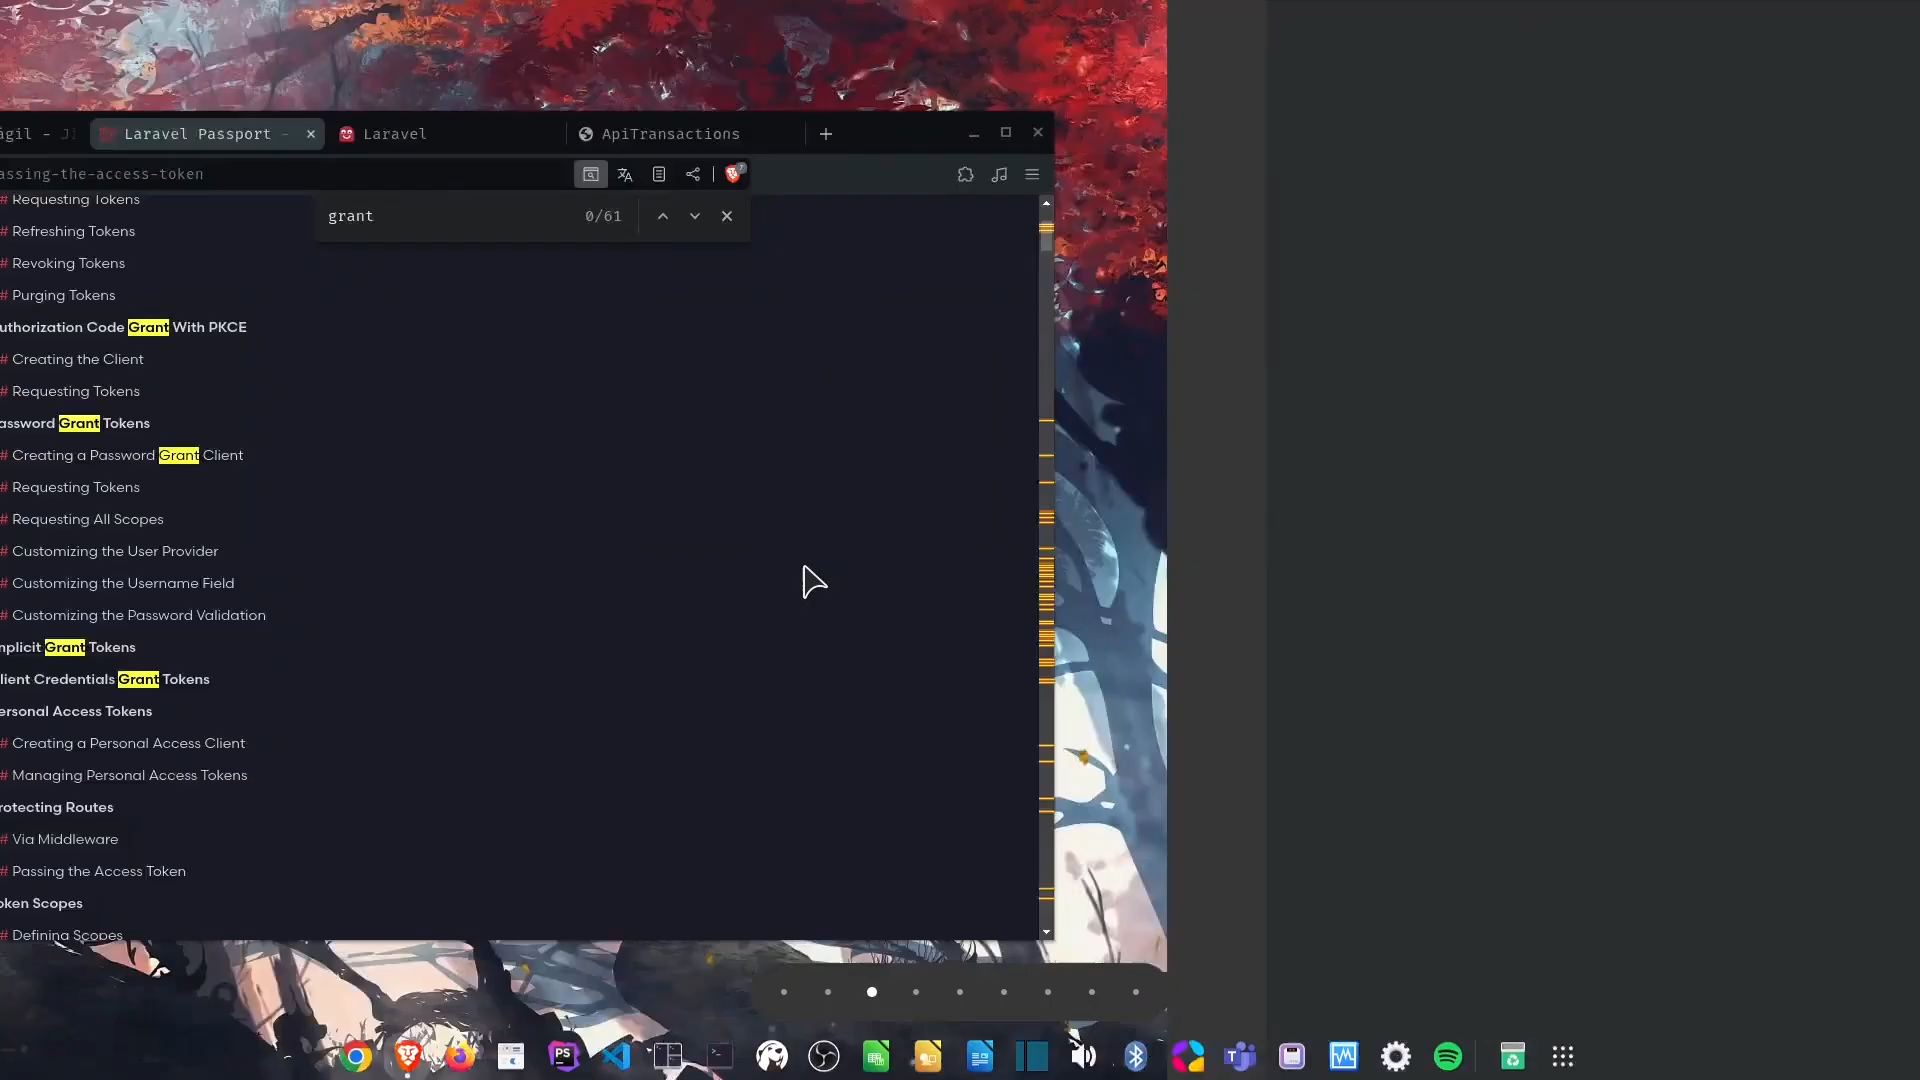 ágil - J
Laravel Passport -
Laravel
ApiTransactions
assing-the-access-token
grant 0/61
# Requesting Tokens
# Refreshing Tokens
# Revoking Tokens
# Purging Tokens
uthorization Code Grant With PKCE
# Creating the Client
# Requesting Tokens
assword Grant Tokens
# Creating a Password Grant Client
# Requesting Tokens
# Requesting All Scopes
# Customizing the User Provider
# Customizing the Username Field
# Customizing the Password Validation
mplicit Grant Tokens
lient Credentials Grant Tokens
ersonal Access Tokens
# Creating a Personal Access Client
# Managing Personal Access Tokens
rotecting Routes
# Via Middleware
# Passing the Access Token
oken Scopes
# Defining Scopes
PS